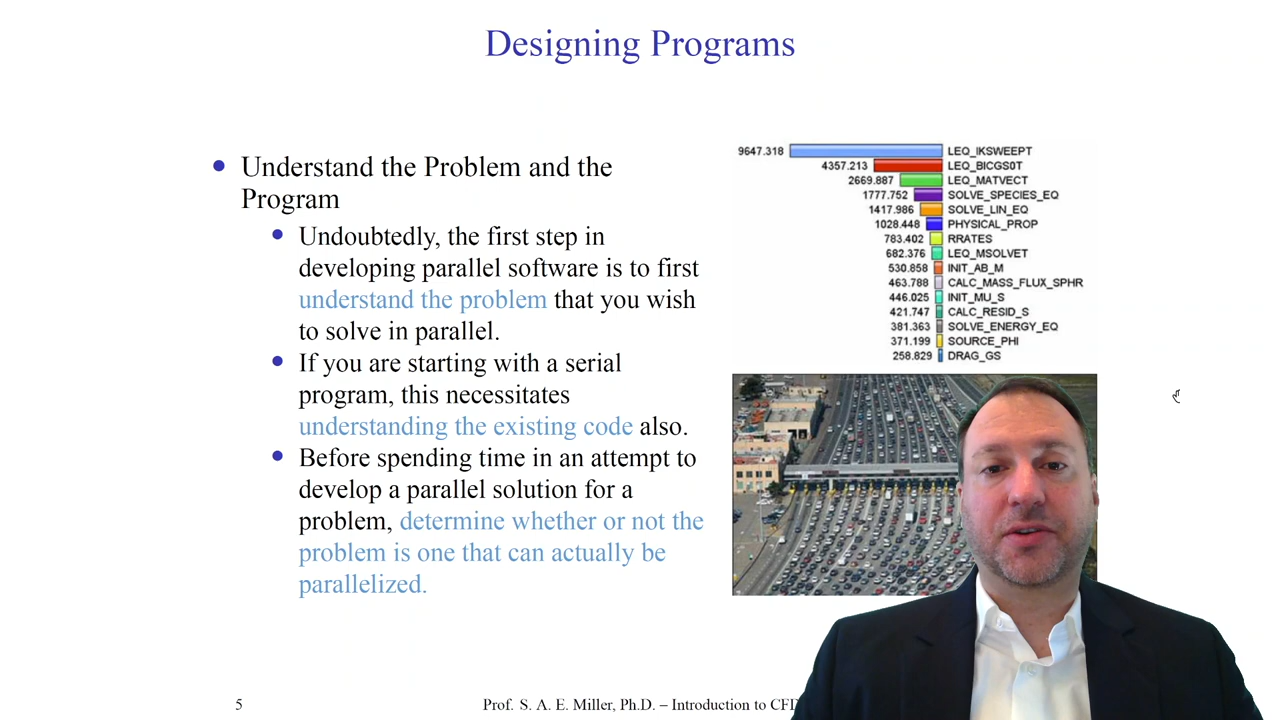 Designing Programs
Understand the Problem and the
Program
Undoubtedly, the first step in
developing parallel software is to first
understand the problem that you wish
to solve in parallel.
If you are starting with a serial
program, this necessitates
understanding the existing code also.
Before spending time in an attempt to
develop a parallel solution for a
problem, determine whether or not the
problem is one that can actually be
parallelized.
9647.318 LEQ_IKSWEEPT
4357.213 LEQ_BICGS0T
2669.887 LEQ_MATVECT
1777.752 SOLVE_SPECIES_EQ
1417.986 SOLVE_LIN_EQ
1028.448 PHYSICAL_PROP
783.402 RRATES
682.376 LEQ_MSOLVET
530.858 INIT_AB_M
463.788 CALC_MASS_FLUX_SPHR
446.025 INIT_MU_S
421.747 CALC_RESID_S
381.363 SOLVE_ENERGY_EQ
371.199 SOURCE_PHI
258.829 DRAG_GS
5 Prof. S. A. E. Miller, Ph.D. – Introduction to